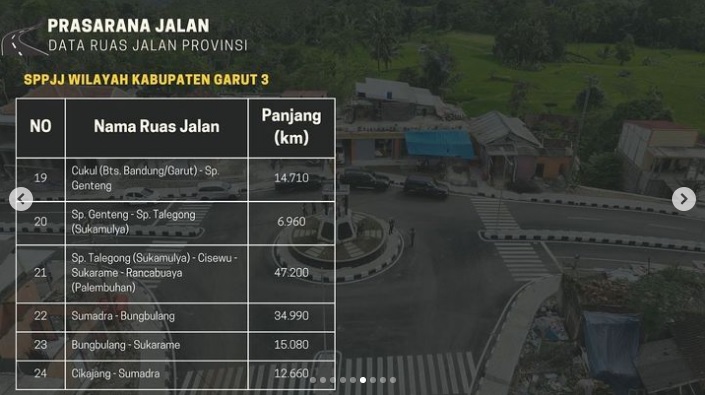 PRASARANA JALAN
DATA RUAS JALAN PROVINSI
SPPJJ WILAYAH KABUPATEN GARUT 3
NO Nama Ruas Jalan Panjang (km)
19 Cukul (Bts. Bandung/Garut) - Sp. Genteng 14.710
20 Sp. Genteng - Sp. Talegong (Sukamulya) 6.960
21 Sp. Talegong (Sukamulya) - Cisewu - Sukarame - Rancabuaya (Palembuhan) 47.200
22 Sumadra - Bungbulang 34.990
23 Bungbulang - Sukarame 15.080
24 Cikajang - Sumadra 12.660